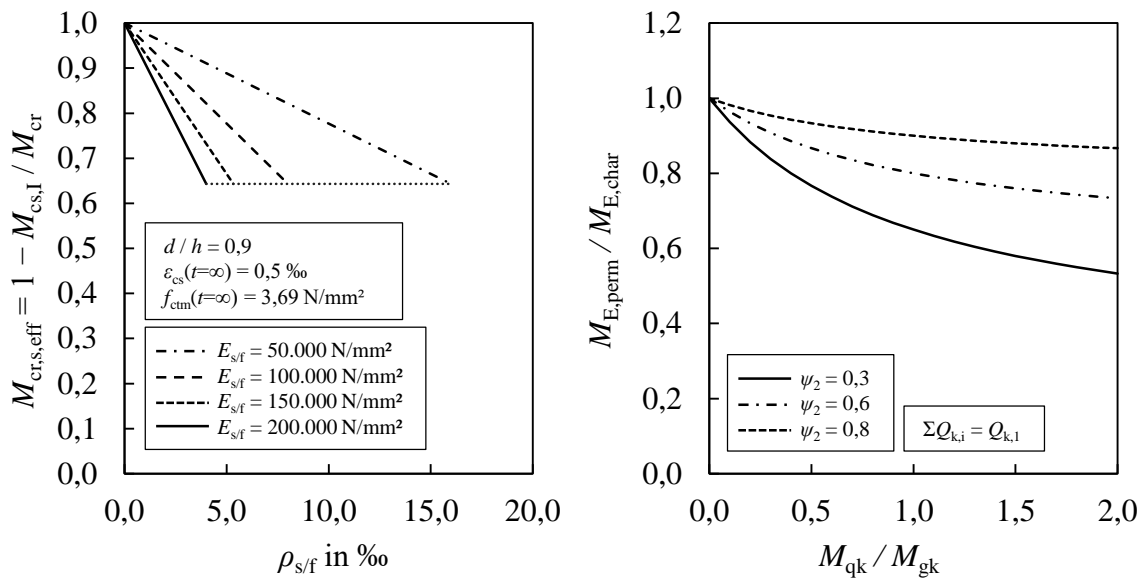 M_cr,s,eff = 1 − M_cs,I / M_cr
1,0
0,9
0,8
0,7
0,6
0,5
0,4
0,3
0,2
0,1
0,0
d / h = 0,9
ε_cs(t=∞) = 0,5 ‰
f_ctm(t=∞) = 3,69 N/mm²
E_s/f = 50.000 N/mm²
E_s/f = 100.000 N/mm²
E_s/f = 150.000 N/mm²
E_s/f = 200.000 N/mm²
0,0 5,0 10,0 15,0 20,0
ρ_s/f in ‰
M_E,perm / M_E,char
1,2
1,0
0,8
0,6
0,4
0,2
0,0
ψ_2 = 0,3
ψ_2 = 0,6
ψ_2 = 0,8
ΣQ_k,i = Q_k,1
0,0 0,5 1,0 1,5 2,0
M_qk / M_gk